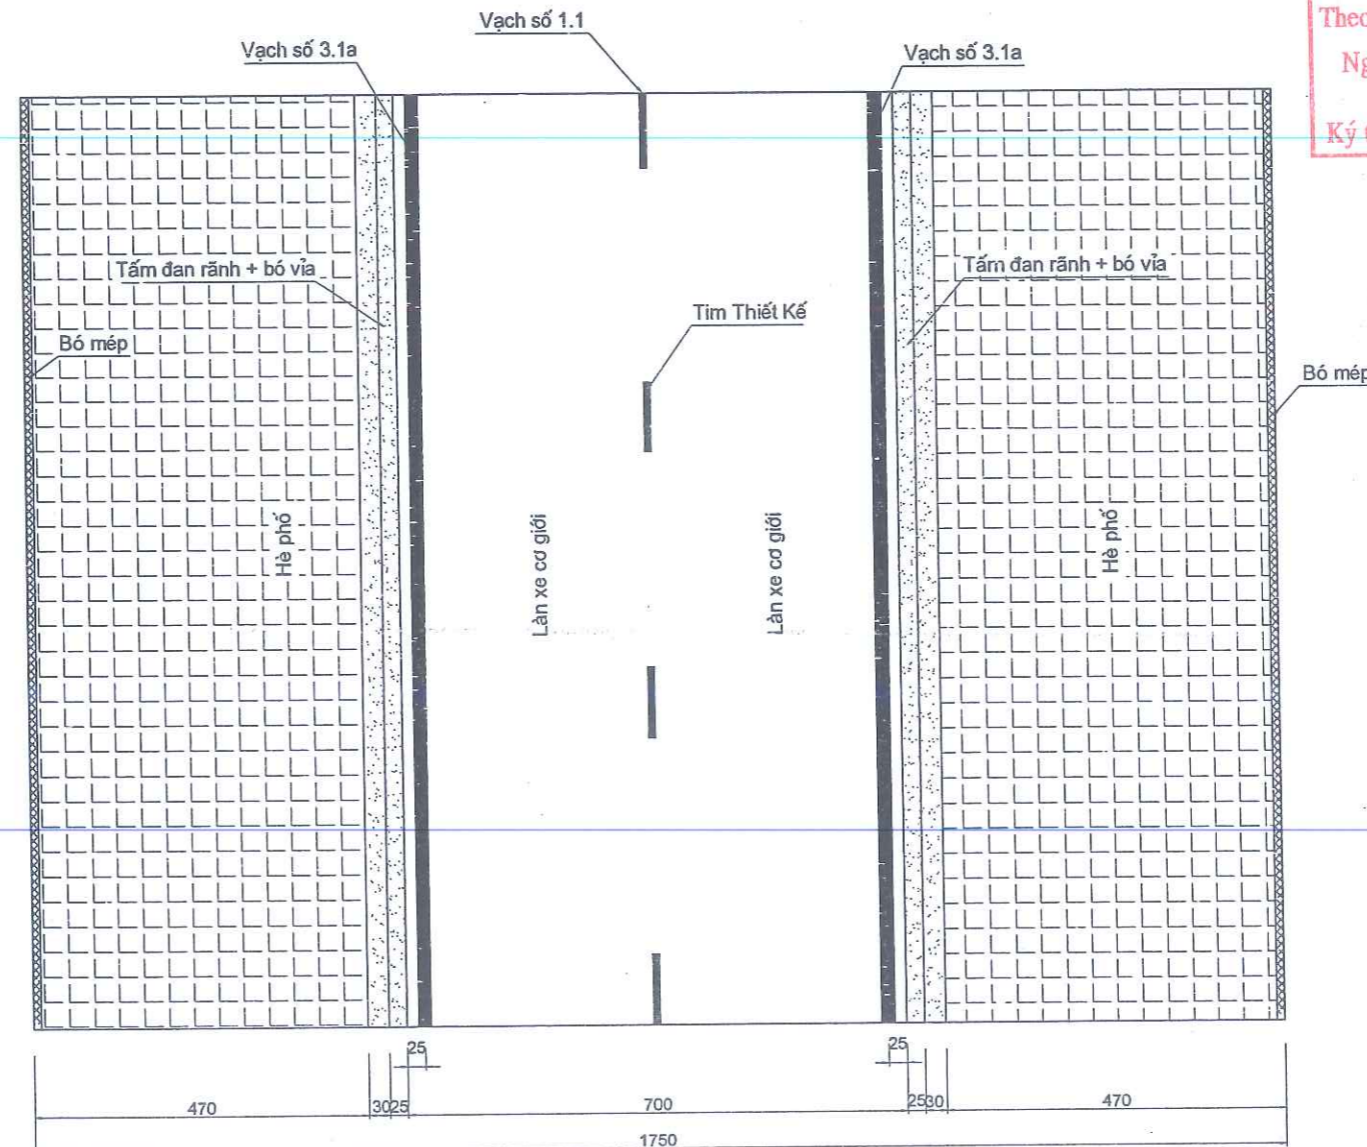 Vạch số 1.1
Vạch số 3.1a
Vạch số 3.1a
Theo
Ký
Tấm đan rãnh + bó vỉa
Tấm đan rãnh + bó vỉa
Tim Thiết Kế
Bó mép
Bó mép
Hè phố
Làn xe cơ giới
Làn xe cơ giới
Hè phố
25
25
470
30
25
700
25
30
470
1750